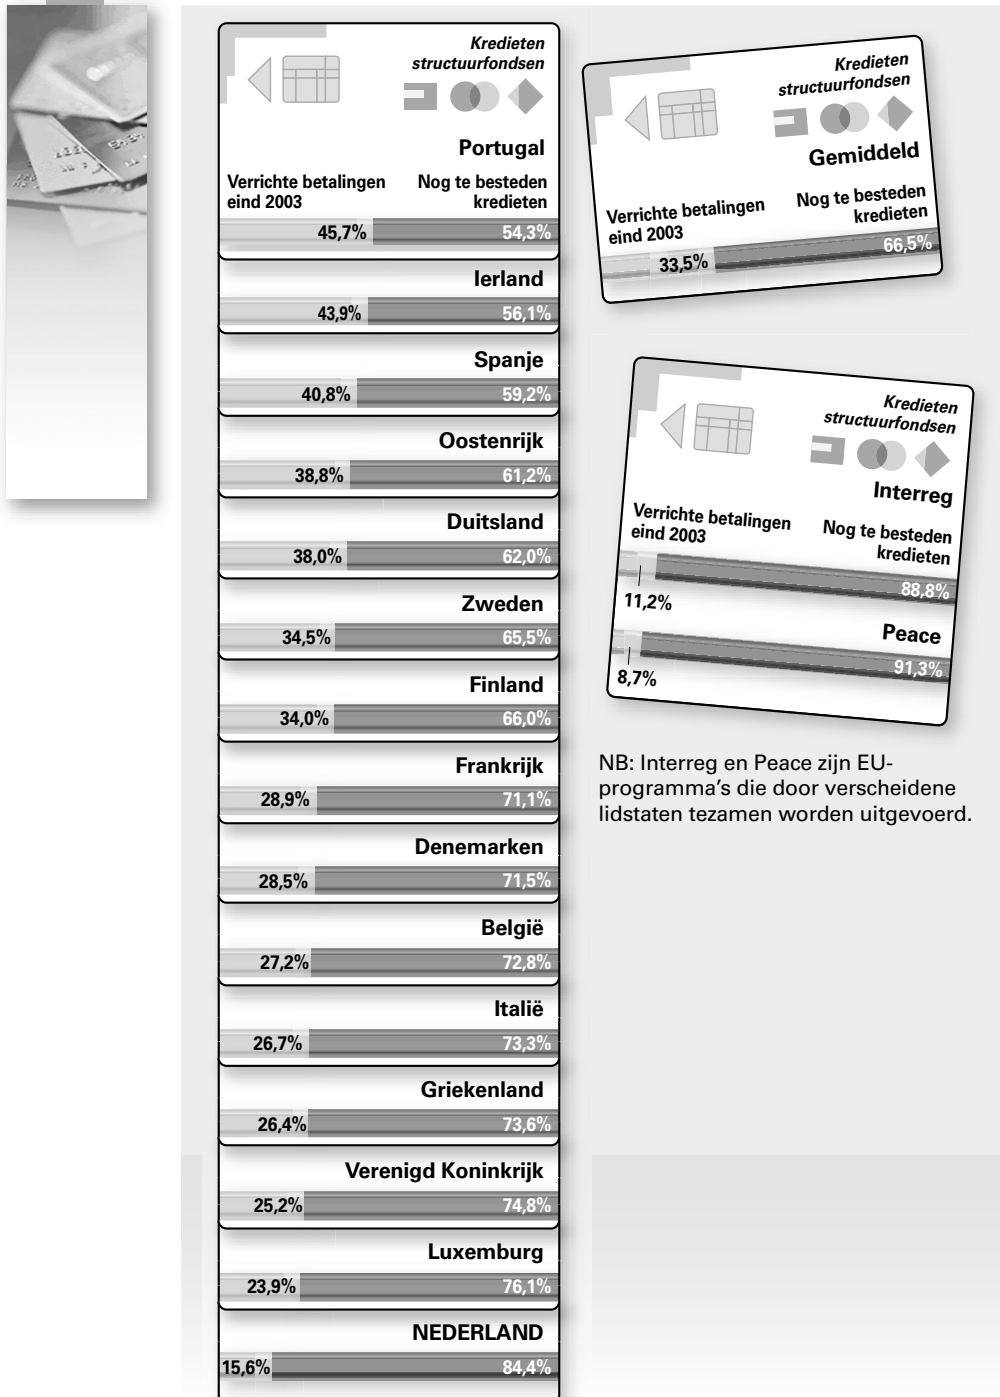 Kredieten
structuurfondsen
Portugal
Verrichte betalingen
eind 2003
Nog te besteden
kredieten
45,7% 54,3%
Ierland
43,9% 56,1%
Spanje
40,8% 59,2%
Oostenrijk
38,8% 61,2%
Duitsland
38,0% 62,0%
Zweden
34,5% 65,5%
Finland
34,0% 66,0%
Frankrijk
28,9% 71,1%
Denemarken
28,5% 71,5%
België
27,2% 72,8%
Italië
26,7% 73,3%
Griekenland
26,4% 73,6%
Verenigd Koninkrijk
25,2% 74,8%
Luxemburg
23,9% 76,1%
NEDERLAND
15,6% 84,4%
Kredieten
structuurfondsen
Gemiddeld
Verrichte betalingen
eind 2003
Nog te besteden
kredieten
33,5% 66,5%
Kredieten
structuurfondsen
Interreg
Verrichte betalingen
eind 2003
Nog te besteden
kredieten
88,8%
11,2%
Peace
91,3%
8,7%
NB: Interreg en Peace zijn EU-
programma’s die door verscheidene
lidstaten tezamen worden uitgevoerd.